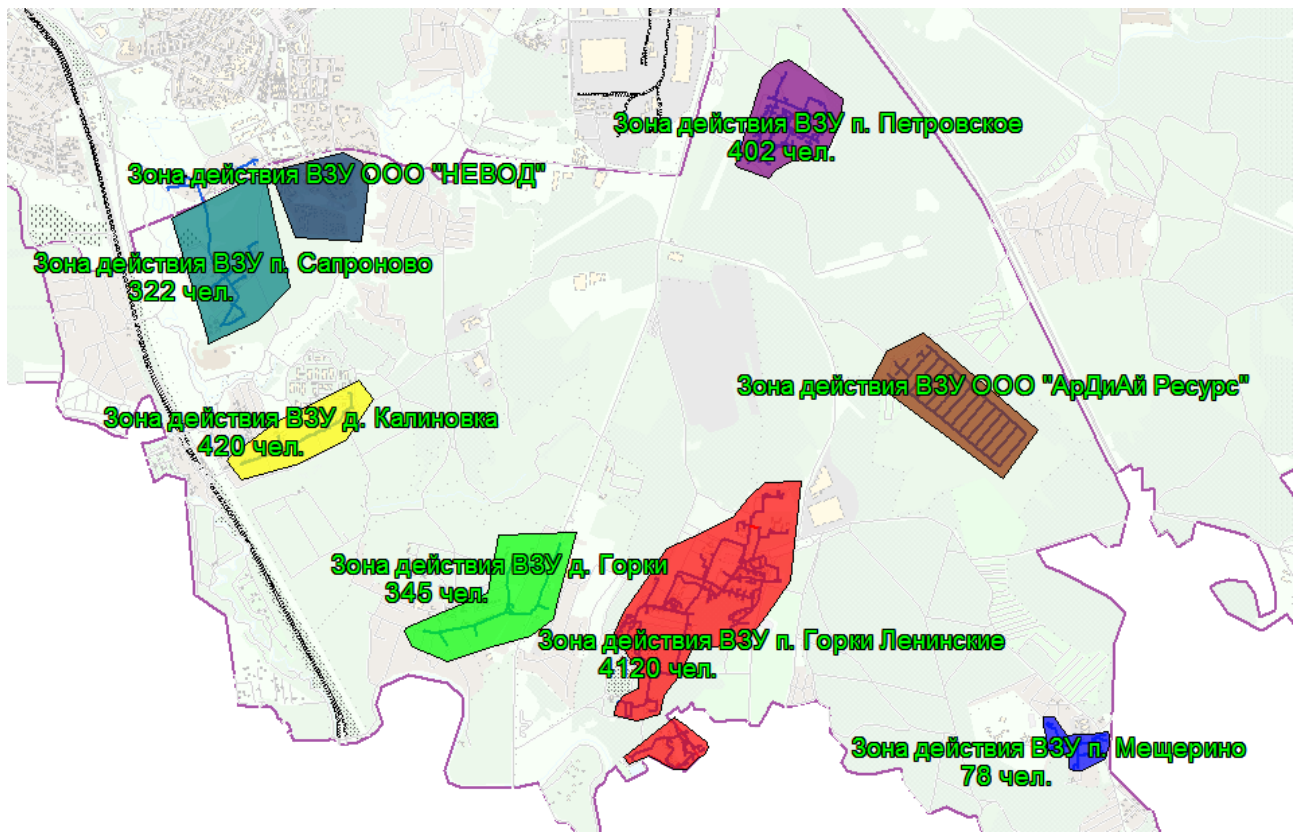 Зона действия ВЗУ п. Петровское
402 чел.
Зона действия ВЗУ ООО "НЕВОД"
Зона действия ВЗУ п. Сапроново
322 чел.
Зона действия ВЗУ ООО "АрДиАй Ресурс"
Зона действия ВЗУ д. Калиновка
420 чел.
Зона действия ВЗУ д. Горки
345 чел.
Зона действия ВЗУ п. Горки Ленинские
4120 чел.
Зона действия ВЗУ п. Мещерино
78 чел.